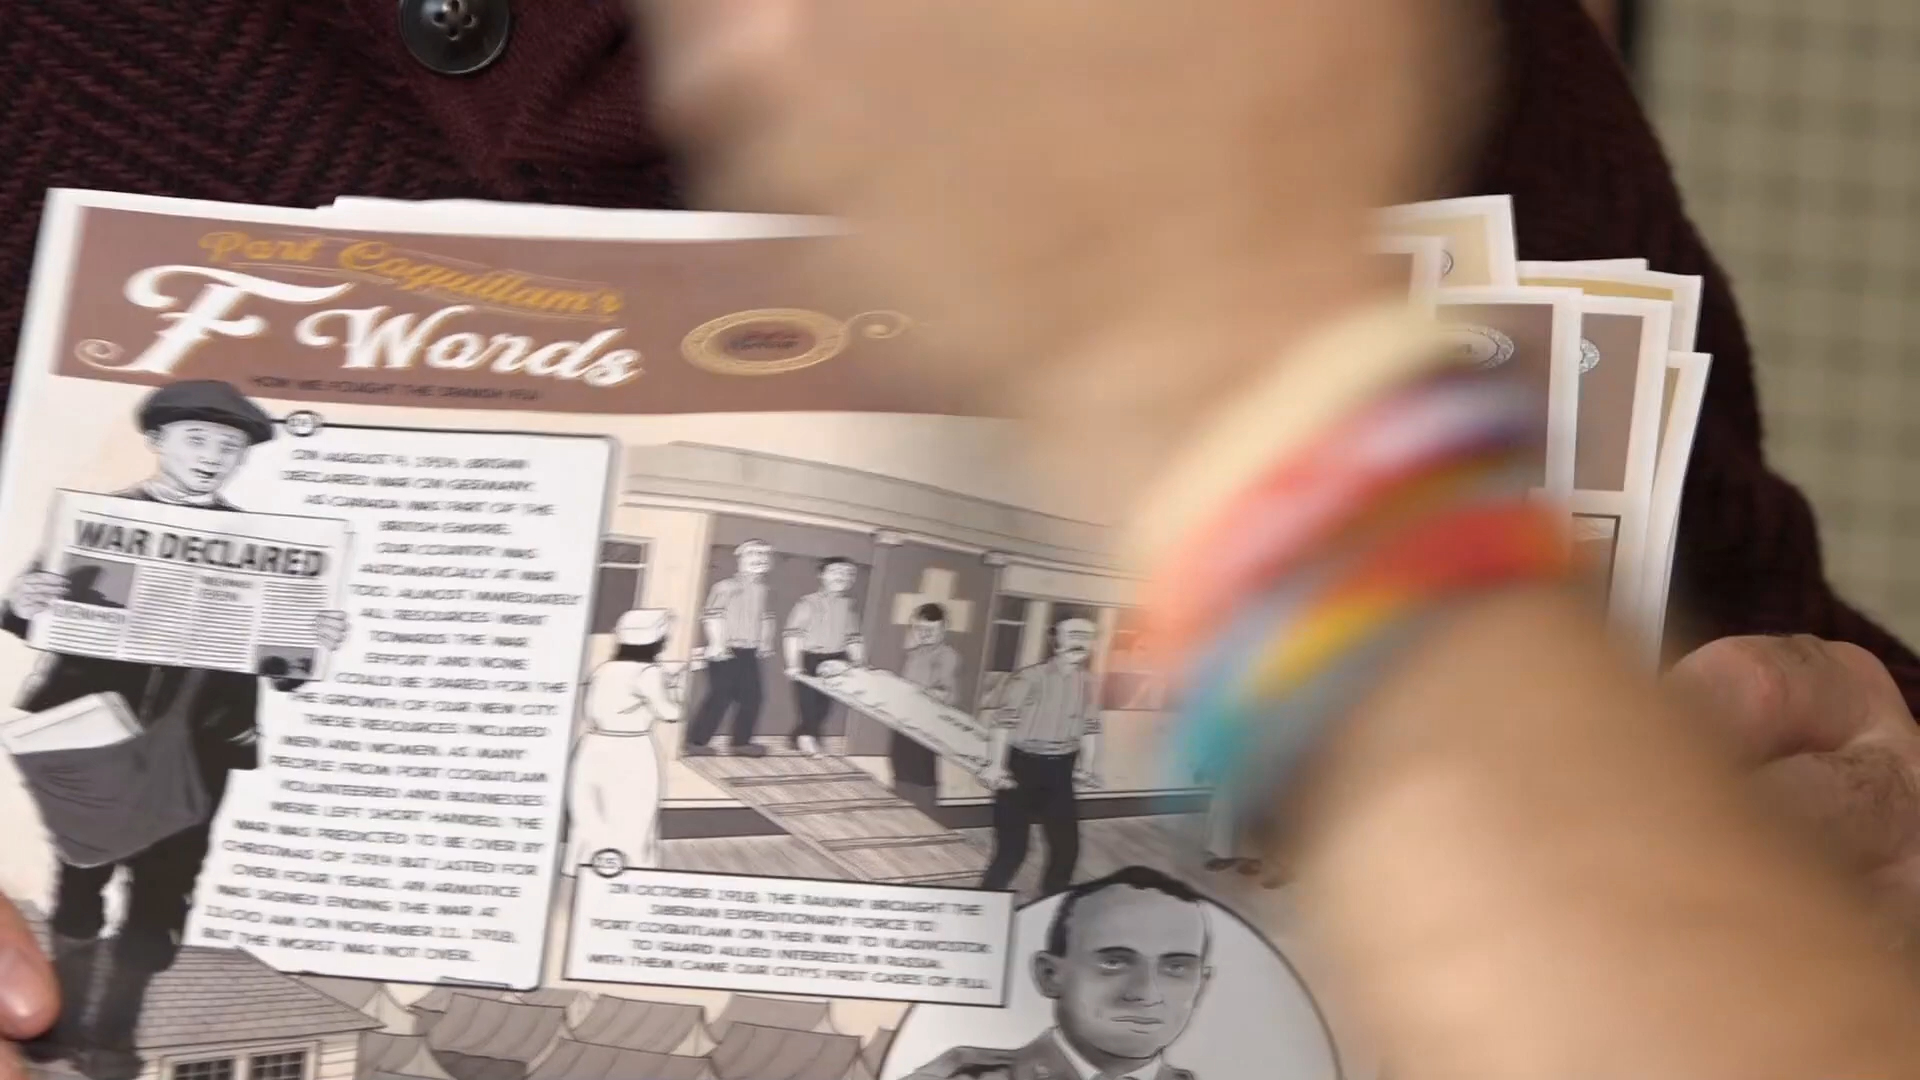 Port Coquitlam's
F Words
HOW WE FOUGHT THE SPANISH FLU
ON AUGUST 4, 1914, BRITAIN
DECLARED WAR ON GERMANY.
AS CANADA WAS PART OF THE
BRITISH EMPIRE,
OUR COUNTRY WAS
AUTOMATICALLY AT WAR
TOO. ALMOST IMMEDIATELY
ALL RESOURCES WENT
TOWARDS THE WAR
EFFORT AND NONE
COULD BE SPARED FOR THE
GROWTH OF OUR NEW CITY.
THESE RESOURCES INCLUDED
MEN AND WOMEN. AS MANY
PEOPLE FROM PORT COQUITLAM
VOLUNTEERED AND BUSINESSES
WERE LEFT SHORT HANDED. THE
WAR WAS PREDICTED TO BE OVER BY
CHRISTMAS OF 1914 BUT LASTED FOR
OVER FOUR YEARS. AN ARMISTICE
WAS SIGNED ENDING THE WAR AT
11:00 AM ON NOVEMBER 11, 1918,
BUT THE WORST WAS NOT OVER.
WAR DECLARED
15
IN OCTOBER 1918, THE RAILWAY BROUGHT THE
SIBERIAN EXPEDITIONARY FORCE TO
PORT COQUITLAM ON THEIR WAY TO VLADIVOSTOK
TO GUARD ALLIED INTERESTS IN RUSSIA.
WITH THEM CAME OUR CITY'S FIRST CASES OF FLU.